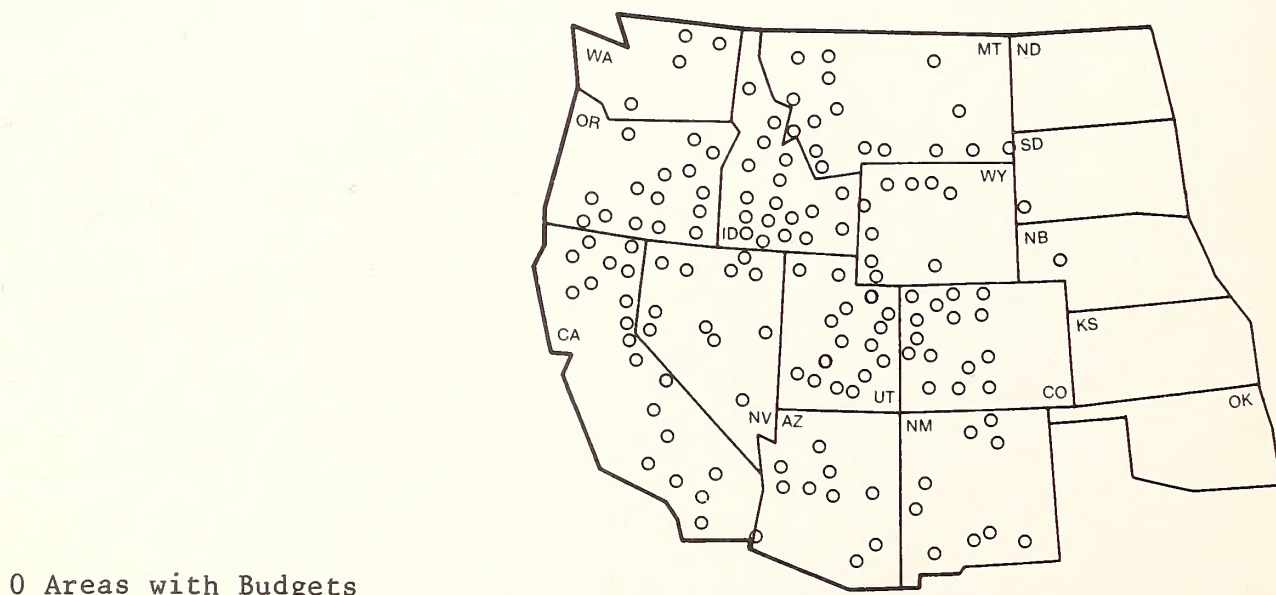 WA
MT
ND
OR
SD
WY
ID
NB
CA
KS
UT
CO
OK
NV
AZ
NM
O Areas with Budgets